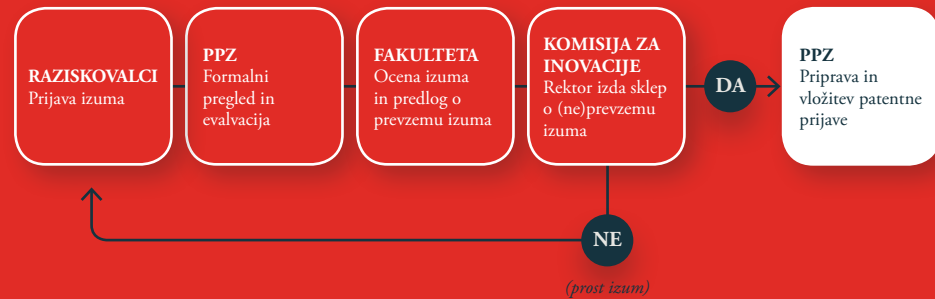 RAZISKOVALCI
Prijava izuma
PPZ
Formalni
pregled in
evalvacija
FAKULTETA
Ocena izuma
in predlog o
prevzemu izuma
KOMISIJA ZA
INOVACIJE
Rektor izda sklep
o (ne)prevzemu
izuma
DA
PPZ
Priprava in
vložitev patentne
prijave
NE
(prost izum)